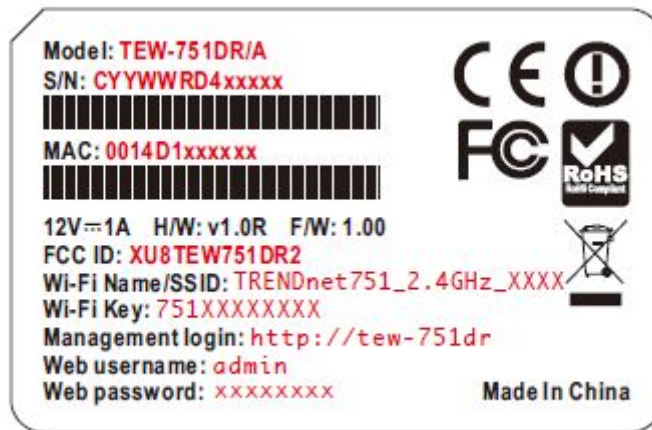 Model: TEW-751DR/A
S/N: CYYWWRD4xxxxx
MAC: 0014D1xxxxxx
12V⎓1A H/W: v1.0R F/W: 1.00
FCC ID: XU8TEW751DR2
Wi-Fi Name/SSID: TRENDnet751_2.4GHz_XXXX
Wi-Fi Key: 751XXXXXXXX
Management login: http://tew-751dr
Web username: admin
Web password: xxxxxxxx
CE
FC
RoHS
RoHS Compliant
Made In China